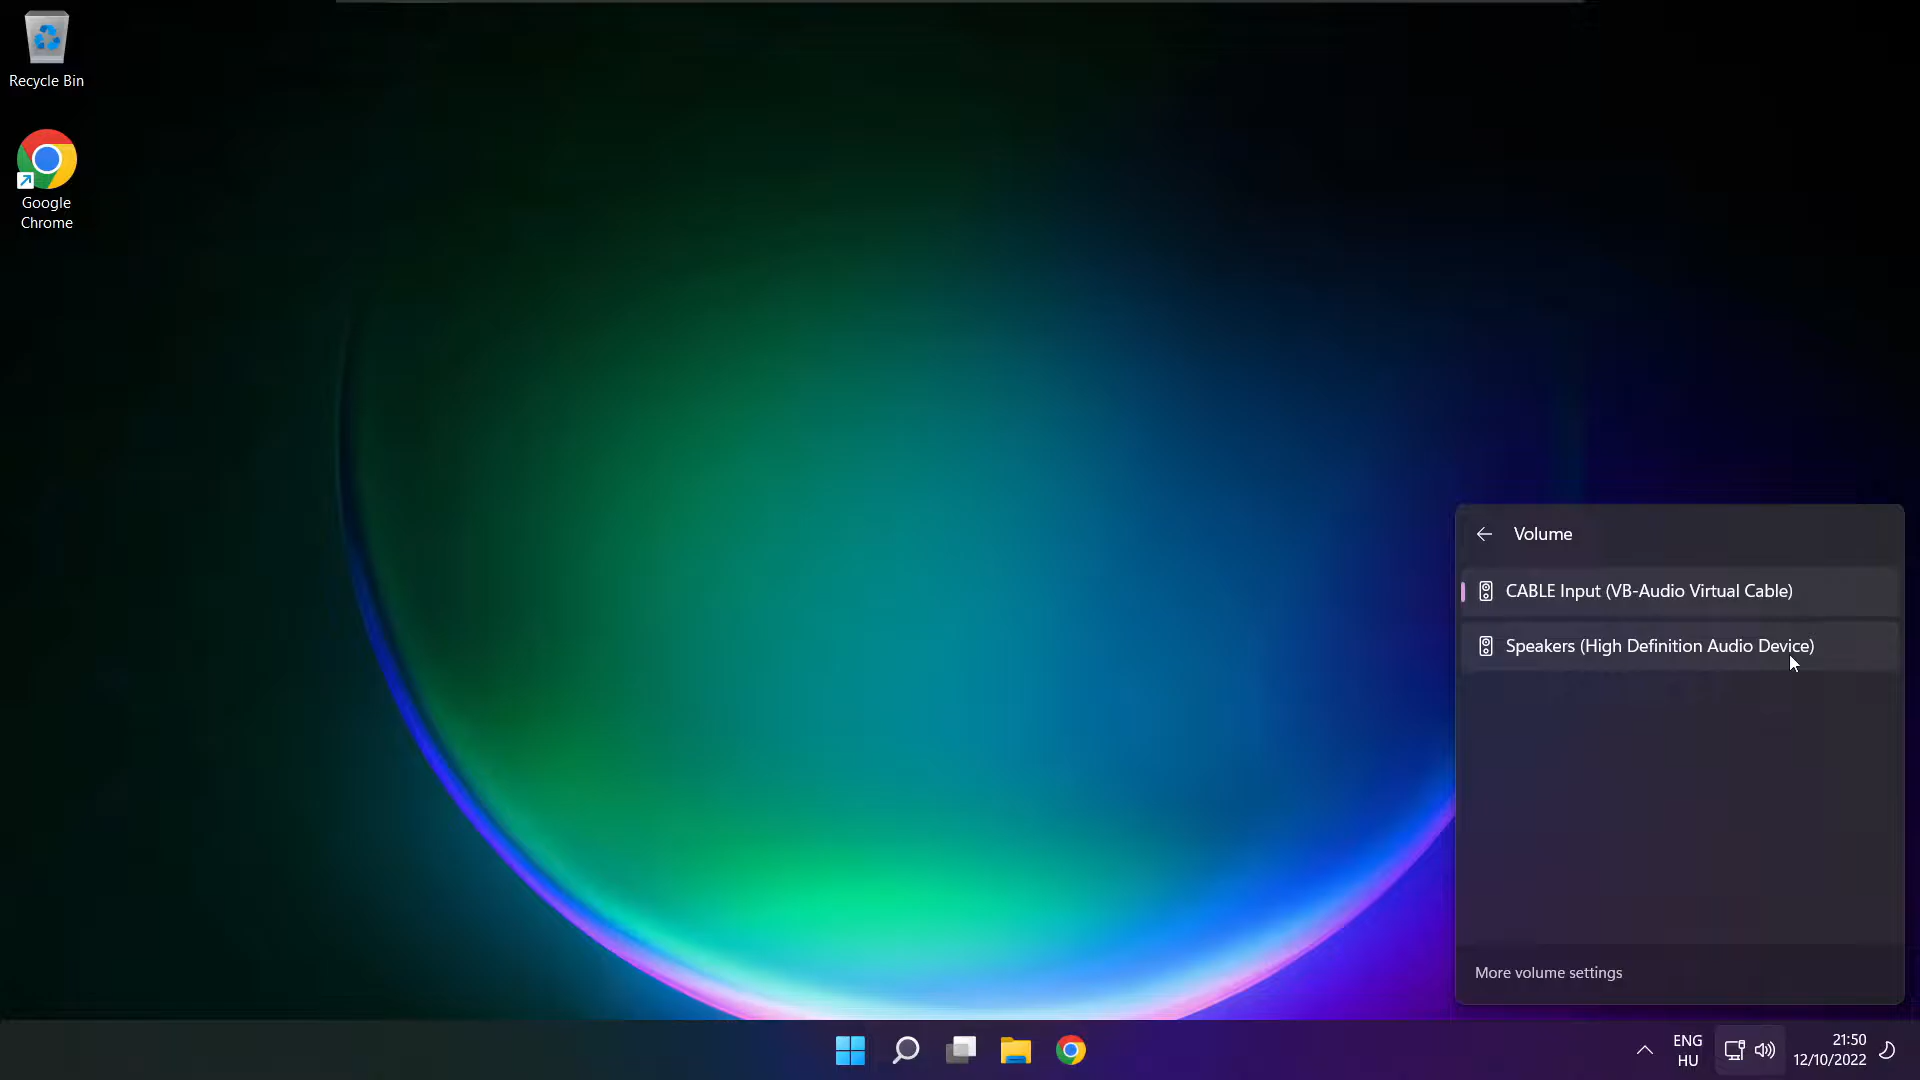 Recycle Bin
Google
Chrome
Volume
CABLE Input (VB-Audio Virtual Cable)
Speakers (High Definition Audio Device)
More volume settings
ENG
HU
21:50
12/10/2022